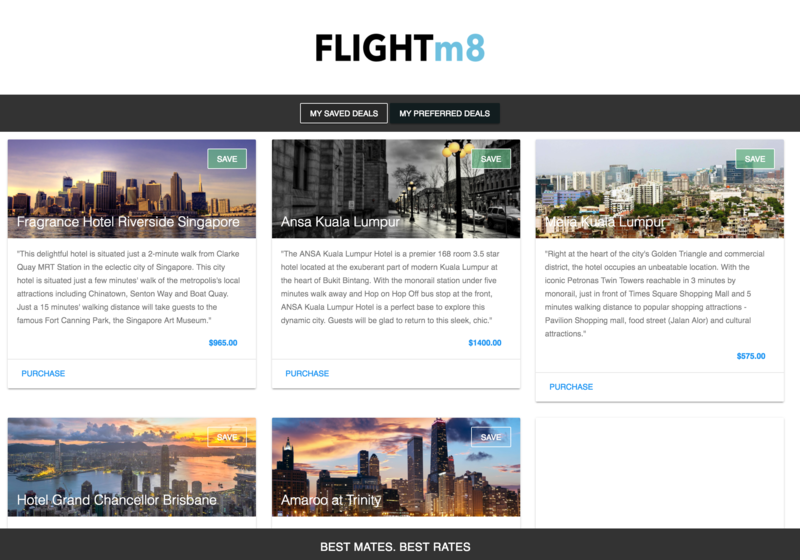 FLIGHTm8
MY SAVED DEALS
MY PREFERRED DEALS
SAVE
Fragrance Hotel Riverside Singapore
"This delightful hotel is situated just a 2-minute walk from Clarke
Quay MRT Station in the eclectic city of Singapore. This city
hotel is situated just a few minutes' walk of the metropolis's local
attractions including Chinatown, Senton Way and Boat Quay.
Just a 15 minutes' walking distance will take guests to the
famous Fort Canning Park, the Singapore Art Museum."
$965.00
PURCHASE
SAVE
Ansa Kuala Lumpur
"The ANSA Kuala Lumpur Hotel is a premier 168 room 3.5 star
hotel located at the exuberant part of modern Kuala Lumpur at
the heart of Bukit Bintang. With the monorail station under five
minutes walk away and Hop on Hop Off bus stop at the front,
ANSA Kuala Lumpur Hotel is a perfect base to explore this
dynamic city. Guests will be glad to return to this sleek, chic."
$1400.00
PURCHASE
SAVE
Melia Kuala Lumpur
"Right at the heart of the city's Golden Triangle and commercial
district, the hotel occupies an unbeatable location. With the
iconic Petronas Twin Towers reachable in 3 minutes by
monorail, just in front of Times Square Shopping Mall and 5
minutes walking distance to popular shopping attractions -
Pavilion Shopping mall, food street (Jalan Alor) and cultural
attractions."
$575.00
PURCHASE
SAVE
Hotel Grand Chancellor Brisbane
SAVE
Amaroo at Trinity
BEST MATES. BEST RATES